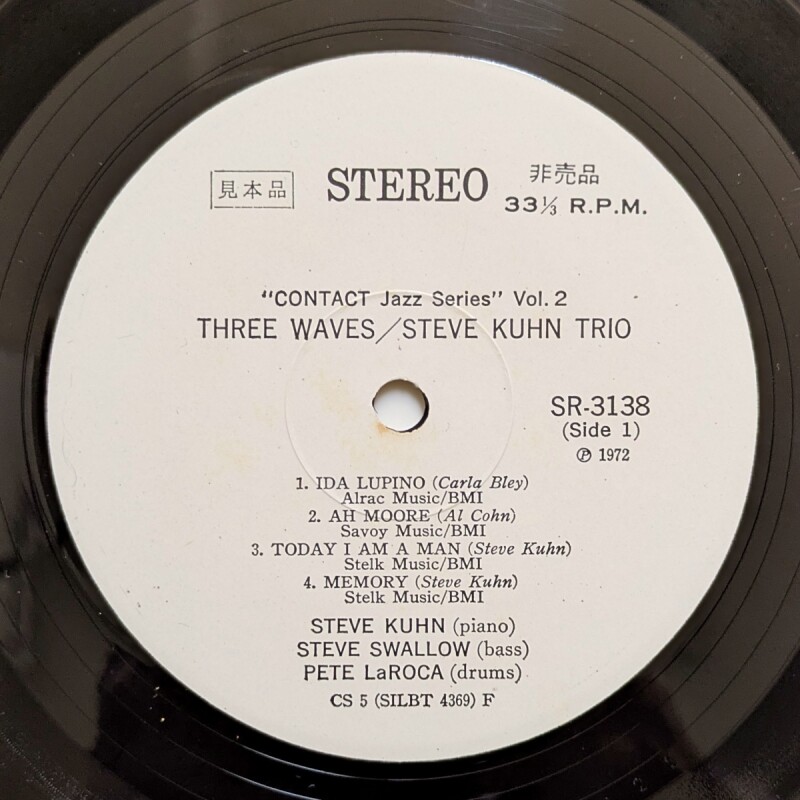 見本品 STEREO 非売品
33⅓ R.P.M.
"CONTACT Jazz Series" Vol. 2
THREE WAVES/STEVE KUHN TRIO
SR-3138
(Side 1)
Ⓟ 1972
1. IDA LUPINO (Carla Bley)
Alrac Music/BMI
2. AH MOORE (Al Cohn)
Savoy Music/BMI
3. TODAY I AM A MAN (Steve Kuhn)
Stelk Music/BMI
4. MEMORY (Steve Kuhn)
Stelk Music/BMI
STEVE KUHN (piano)
STEVE SWALLOW (bass)
PETE LaROCA (drums)
CS 5 (SILBT 4369) F